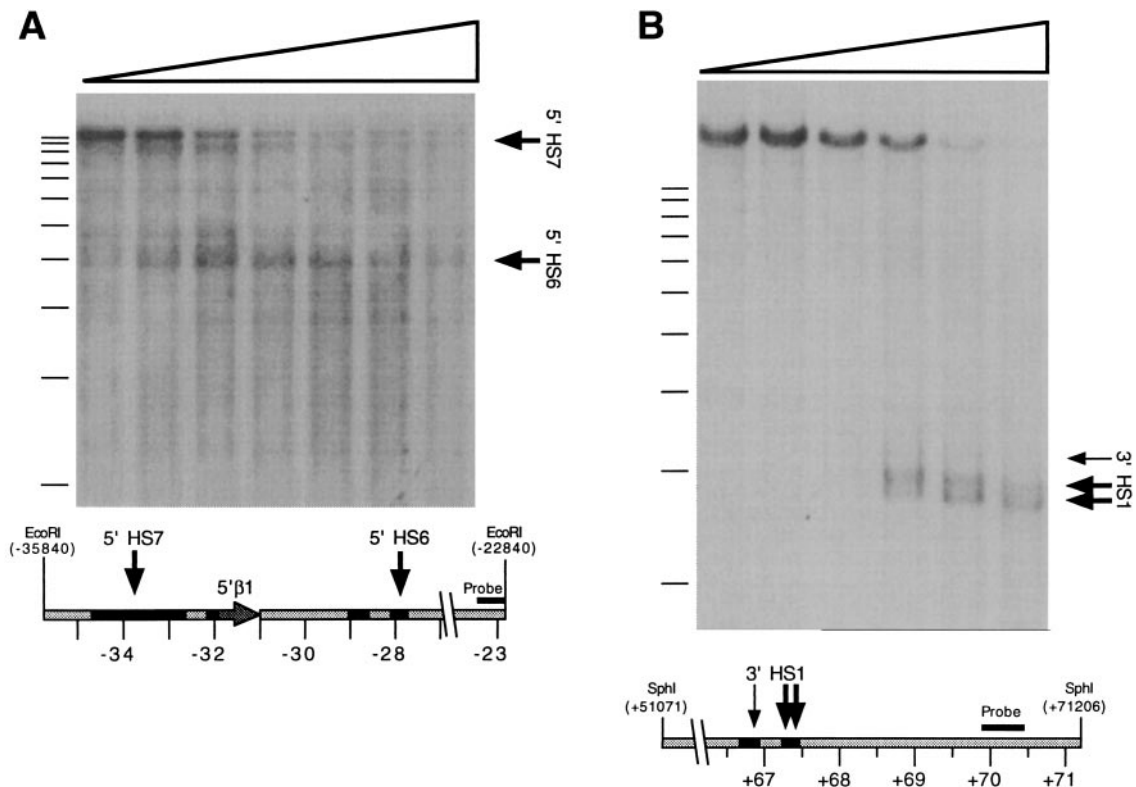 A
5' HS7
5' HS6
EcoRI
(-35840)
5' HS7
5' HS6
EcoRI
(-22840)
5'β1
Probe
-34
-32
-30
-28
-23
B
3' HS1
SphI
(+51071)
3' HS1
SphI
(+71206)
Probe
+67
+68
+69
+70
+71